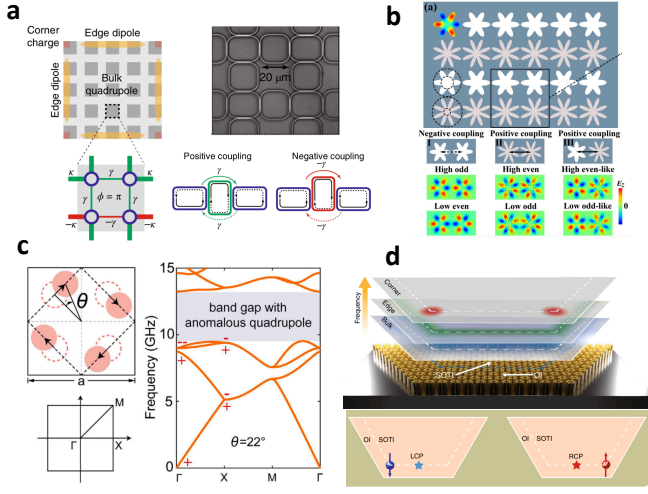 a
Corner
charge
Edge dipole
Edge dipole
Bulk
quadrupole
20 μm
Positive coupling
Negative coupling
κ
γ
κ
γ
ϕ = π
γ
−κ
−γ
−κ
γ
γ
−γ
−γ
b
(a)
Negative coupling
Positive coupling
Positive coupling
I
II
III
High odd
High even
High even-like
Low even
Low odd
Low odd-like
Ez
0
c
θ
a
M
Γ
X
Frequency (GHz)
15
10
5
0
band gap with
anomalous quadrupole
θ=22°
Γ
X
M
Γ
d
Frequency
Corner
Edge
Bulk
SOTI
OI
OI
SOTI
LCP
OI
SOTI
RCP